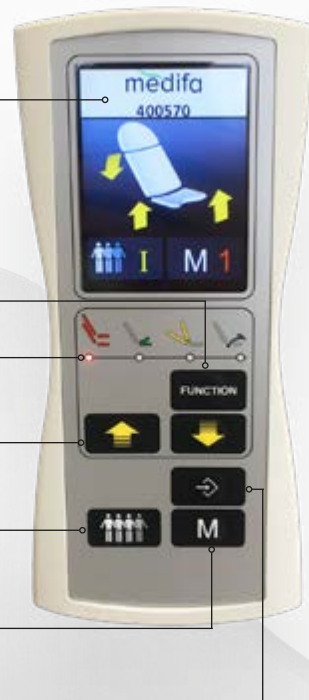 medifa
400570
I M 1
FUNCTION
M